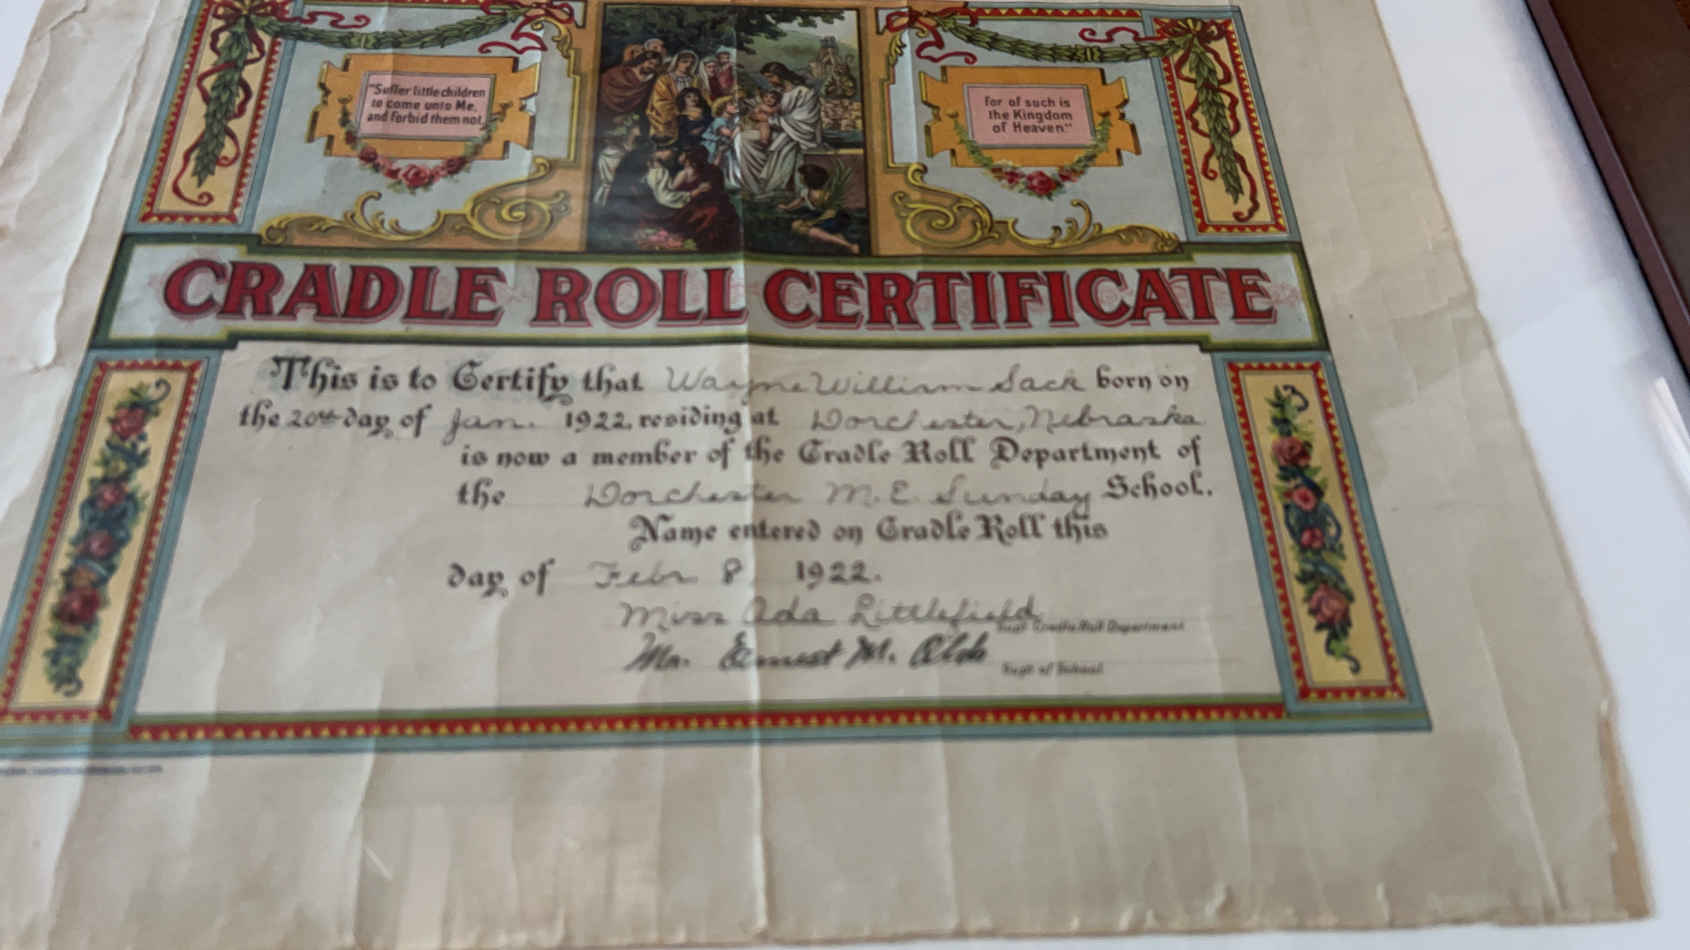 "Suffer little children
to come unto Me,
and forbid them not,
For of such is
the Kingdom
of Heaven."
CRADLE ROLL CERTIFICATE
This is to Certify that Wayne William Sack born on
the 20th day of Jan. 1922, residing at Dorchester, Nebraska
is now a member of the Cradle Roll Department of
the Dorchester M.E. Sunday School.
Name entered on Cradle Roll this
day of Febr 8 1922.
Miss Ada Littlefield
Supt Cradle Roll Department
Mr. Ernest M.
Supt of School